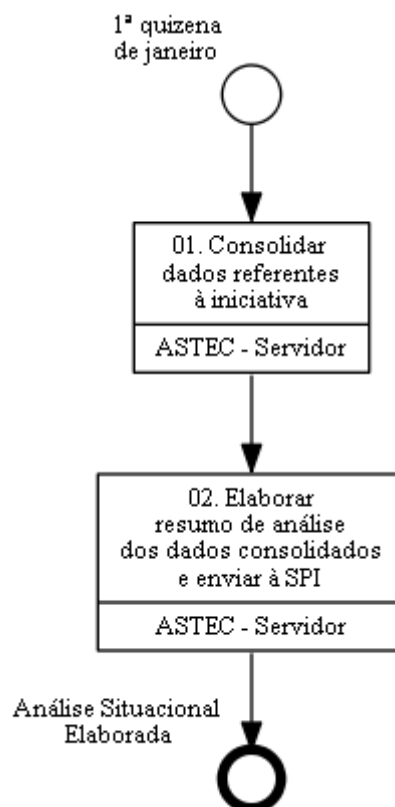 1ª quizena
de janeiro
01. Consolidar
dados referentes
à iniciativa
ASTEC - Servidor
02. Elaborar
resumo de análise
dos dados consolidados
e enviar à SPI
ASTEC - Servidor
Análise Situacional
Elaborada